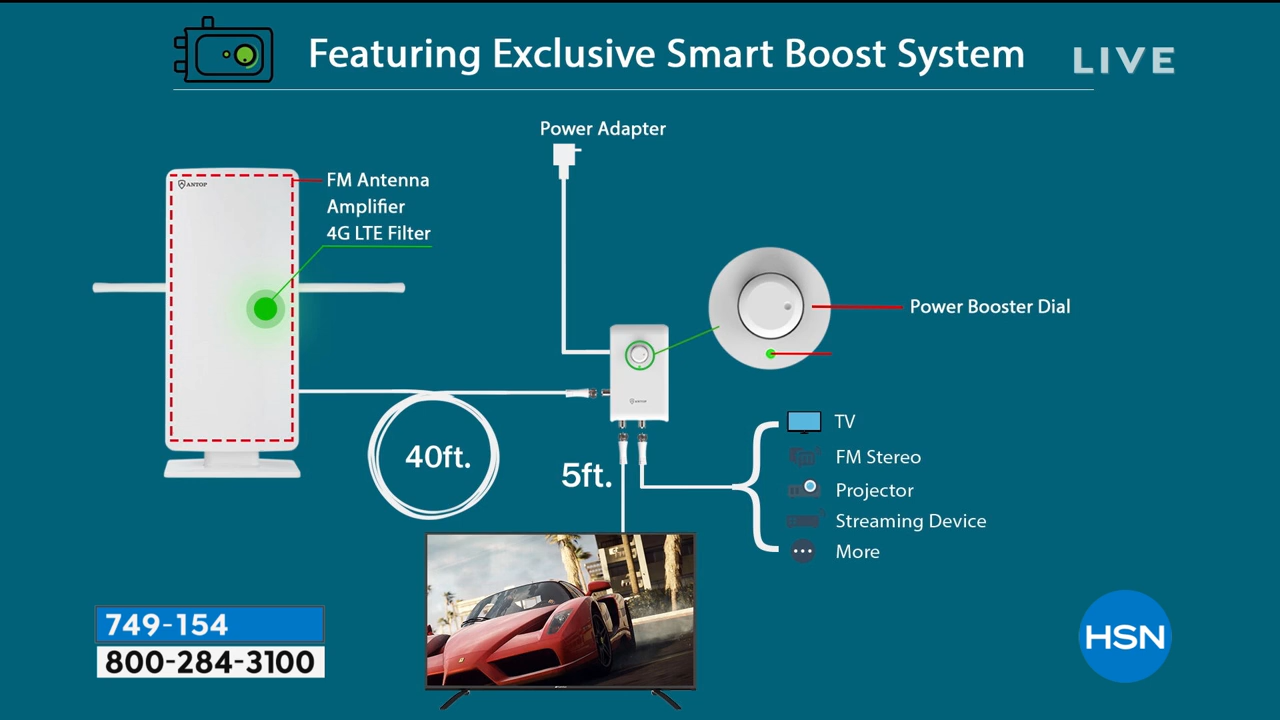 Featuring Exclusive Smart Boost System
LIVE
Power Adapter
ANTOP
FM Antenna
Amplifier
4G LTE Filter
Power Booster Dial
ANTOP
40ft.
5ft.
TV
FM Stereo
Projector
Streaming Device
More
749-154
800-284-3100
HSN